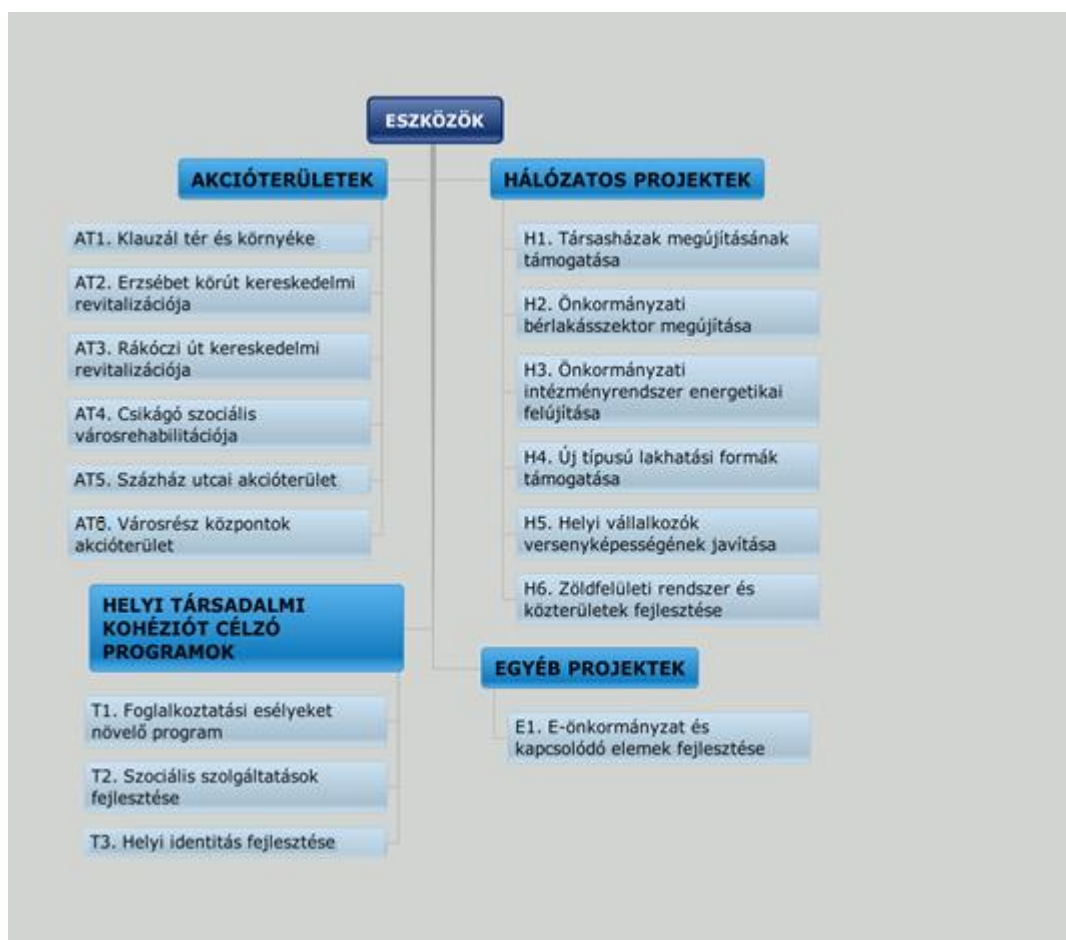 ESZKÖZÖK
AKCIÓTERÜLETEK
AT1. Klauzál tér és környéke
AT2. Erzsébet körút kereskedelmi
revitalizációja
AT3. Rákóczi út kereskedelmi
revitalizációja
AT4. Csikágó szociális
városrehabilitációja
AT5. Százház utcai akcióterület
AT6. Városrész központok
akcióterület
HÁLÓZATOS PROJEKTEK
H1. Társasházak megújításának
támogatása
H2. Önkormányzati
bérlakásszektor megújítása
H3. Önkormányzati
intézményrendszer energetikai
felújítása
H4. Új típusú lakhatási formák
támogatása
H5. Helyi vállalkozók
versenyképességének javítása
H6. Zöldfelületi rendszer és
közterületek fejlesztése
HELYI TÁRSADALMI
KOHÉZIÓT CÉLZÓ
PROGRAMOK
T1. Foglalkoztatási esélyeket
növelő program
T2. Szociális szolgáltatások
fejlesztése
T3. Helyi identitás fejlesztése
EGYÉB PROJEKTEK
E1. E-önkormányzat és
kapcsolódó elemek fejlesztése